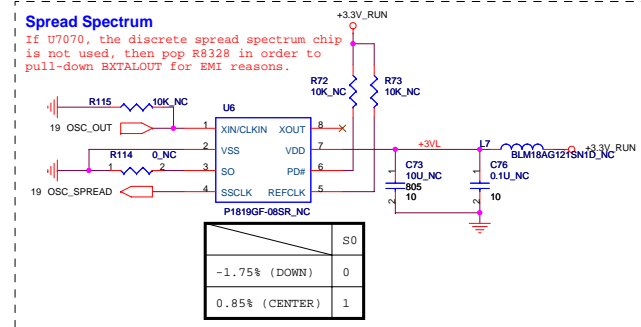 Spread Spectrum
If U7070, the discrete spread spectrum chip
is not used, then pop R8328 in order to
pull-down BXTALOUT for EMI reasons.
+3.3V_RUN
R72
10K_NC
R73
10K_NC
R115
10K_NC
U6
19 OSC_OUT
1 XIN/CLKIN XOUT 8
2 VSS VDD 7
R114 0_NC
1 2
3 SO PD# 6
19 OSC_SPREAD
4 SSCLK REFCLK 5
P1819GF-08SR_NC
+3VL
L7
BLM18AG121SN1D_NC
+3.3V_RUN
C73
10U_NC
805
10
1
2
C76
0.1U_NC
10
1
2
S0
-1.75% (DOWN) 0
0.85% (CENTER) 1